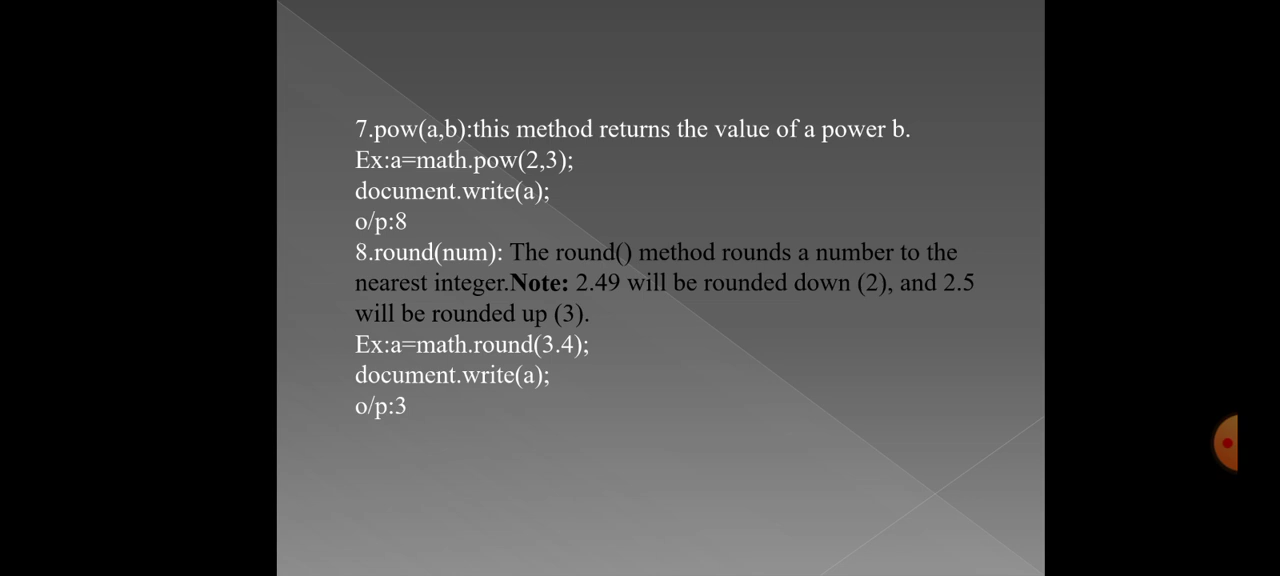 7.pow(a,b):this method returns the value of a power b.
Ex:a=math.pow(2,3);
document.write(a);
o/p:8
8.round(num): The round() method rounds a number to the
nearest integer.Note: 2.49 will be rounded down (2), and 2.5
will be rounded up (3).
Ex:a=math.round(3.4);
document.write(a);
o/p:3